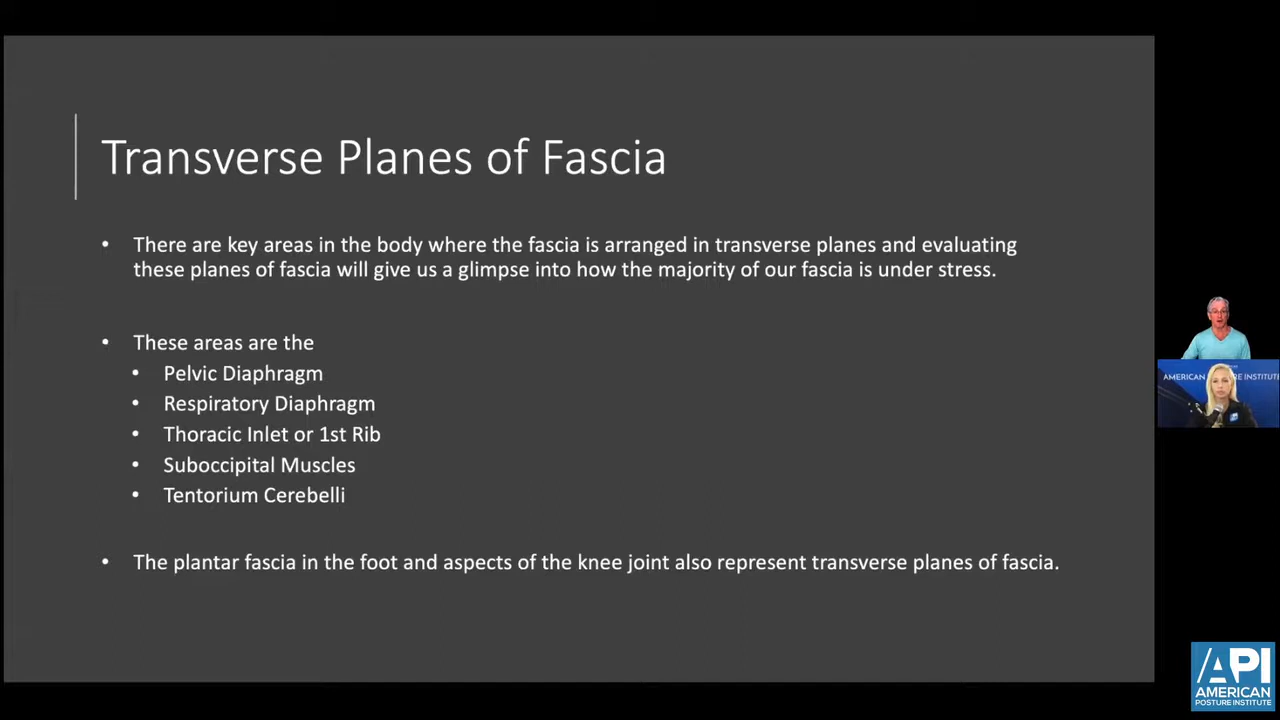 Transverse Planes of Fascia
• There are key areas in the body where the fascia is arranged in transverse planes and evaluating
these planes of fascia will give us a glimpse into how the majority of our fascia is under stress.
• These areas are the
• Pelvic Diaphragm
• Respiratory Diaphragm
• Thoracic Inlet or 1st Rib
• Suboccipital Muscles
• Tentorium Cerebelli
• The plantar fascia in the foot and aspects of the knee joint also represent transverse planes of fascia.
AMERICAN
URE INSTITUT
API
AMERICAN
POSTURE INSTITUTE